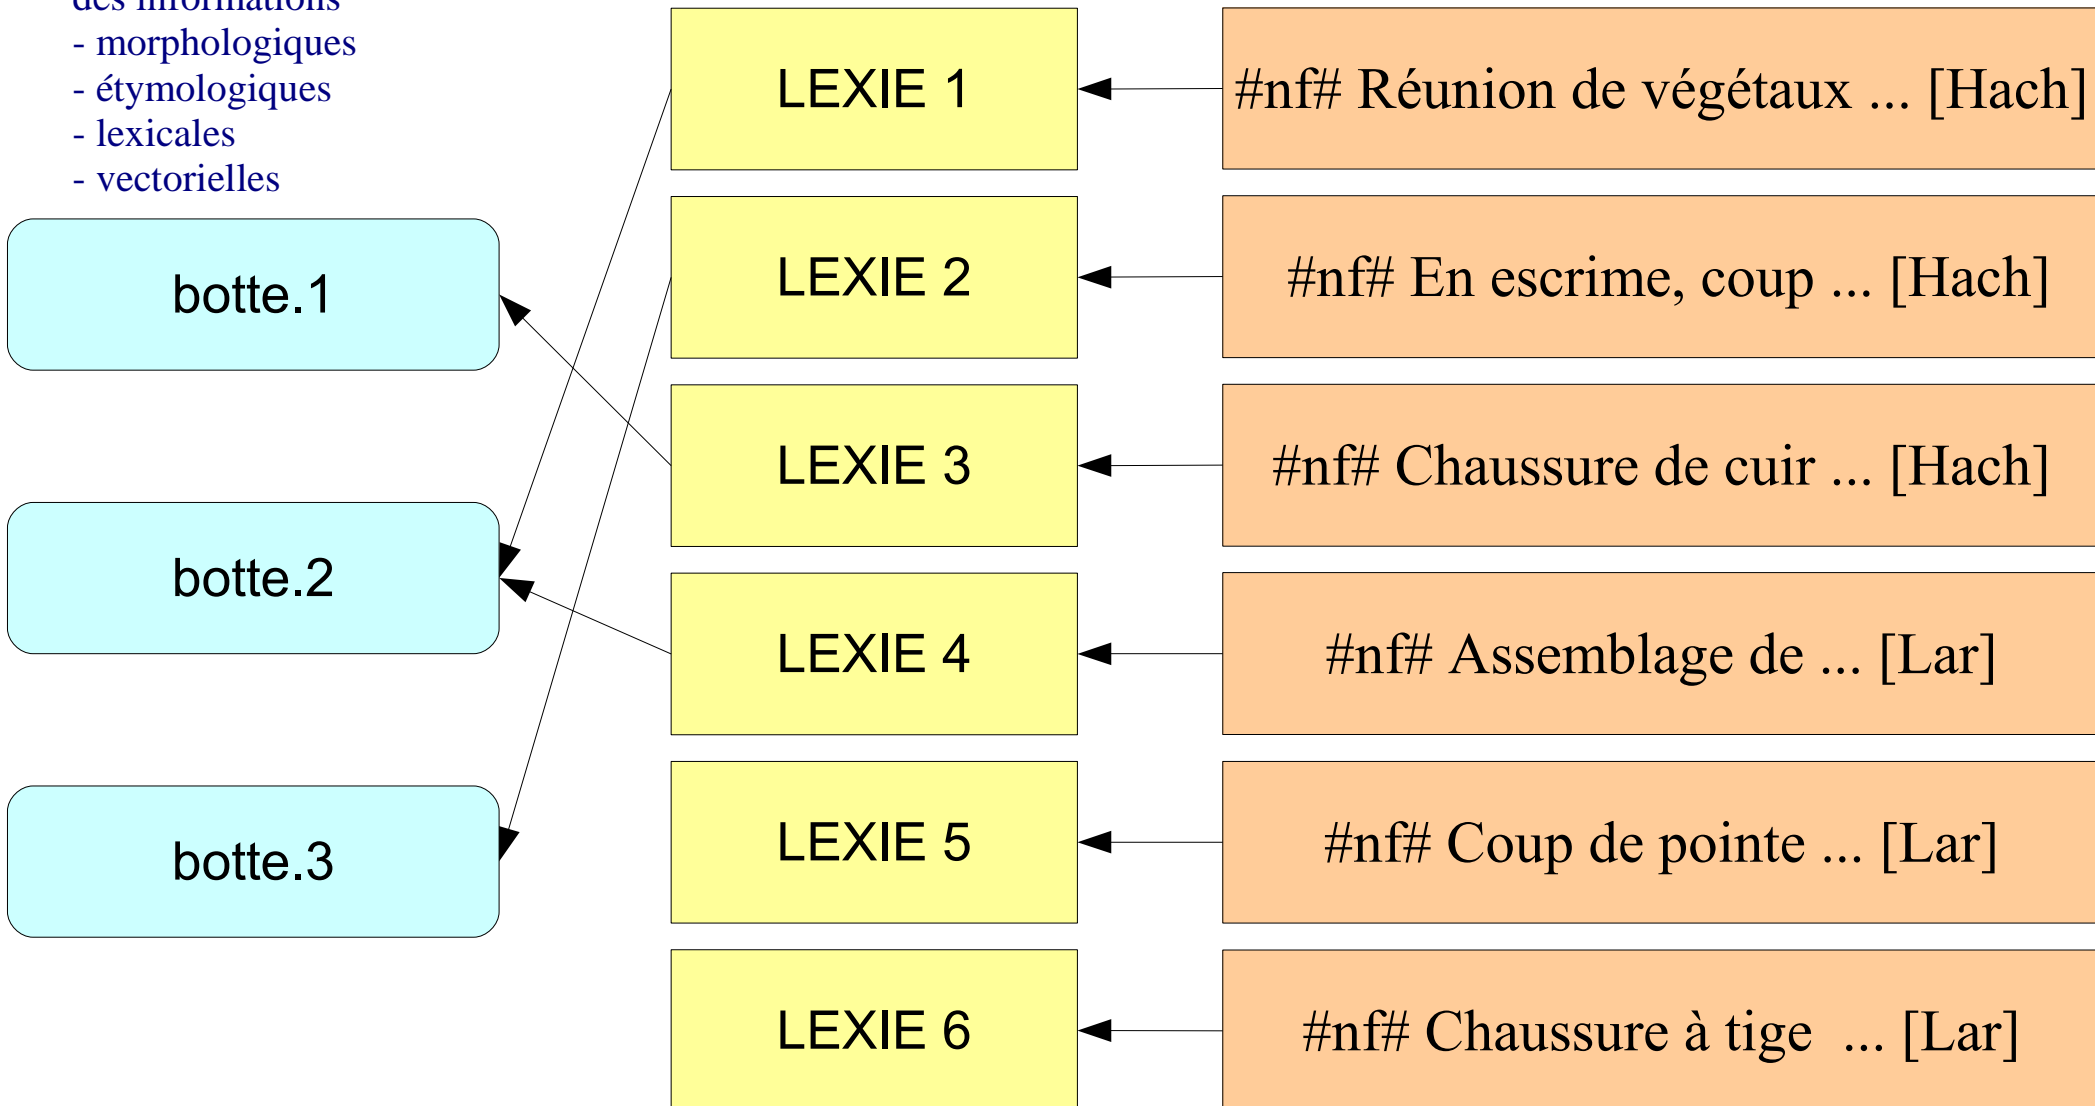 des informations
- morphologiques
- étymologiques
- lexicales
- vectorielles
botte.1
botte.2
botte.3
LEXIE 1
#nf# Réunion de végétaux ... [Hach]
LEXIE 2
#nf# En escrime, coup ... [Hach]
LEXIE 3
#nf# Chaussure de cuir ... [Hach]
LEXIE 4
#nf# Assemblage de ... [Lar]
LEXIE 5
#nf# Coup de pointe ... [Lar]
LEXIE 6
#nf# Chaussure à tige ... [Lar]